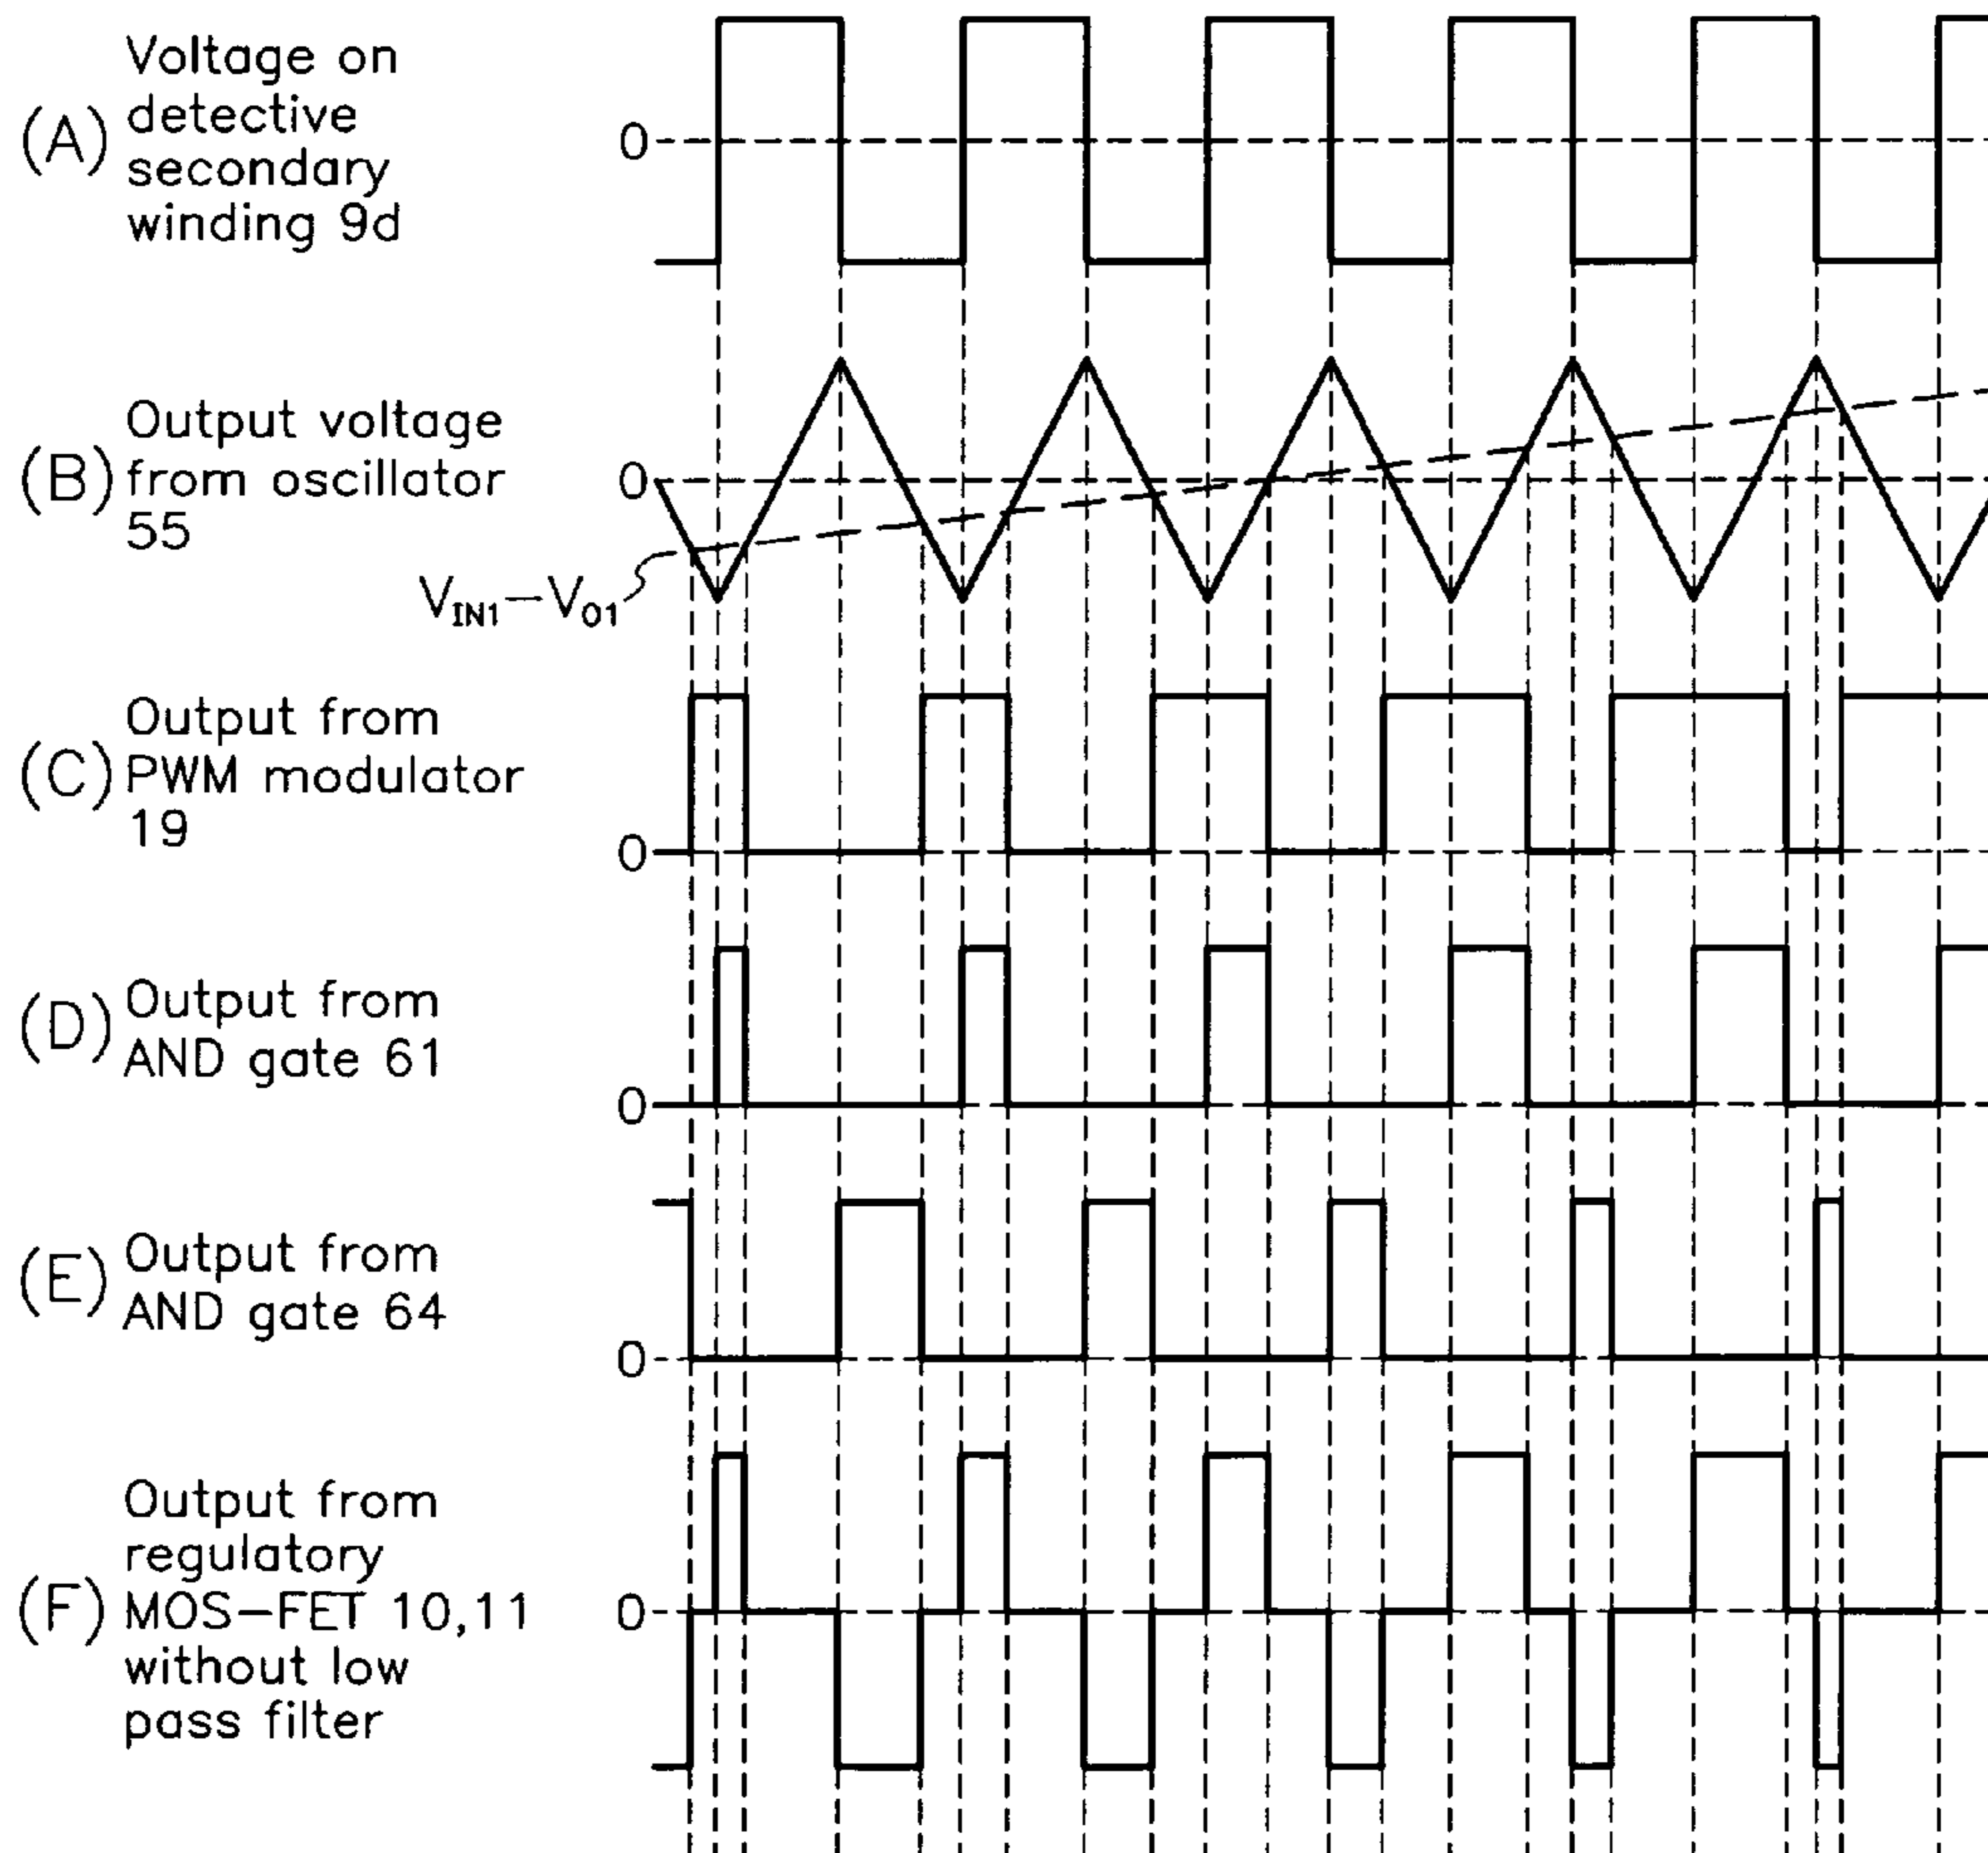 (A) Voltage on
detective
secondary
winding 9d
0
(B) Output voltage
from oscillator
55
0
V_IN1–V_O1
(C) Output from
PWM modulator
19
0
(D) Output from
AND gate 61
0
(E) Output from
AND gate 64
0
(F) Output from
regulatory
MOS–FET 10,11
without low
pass filter
0